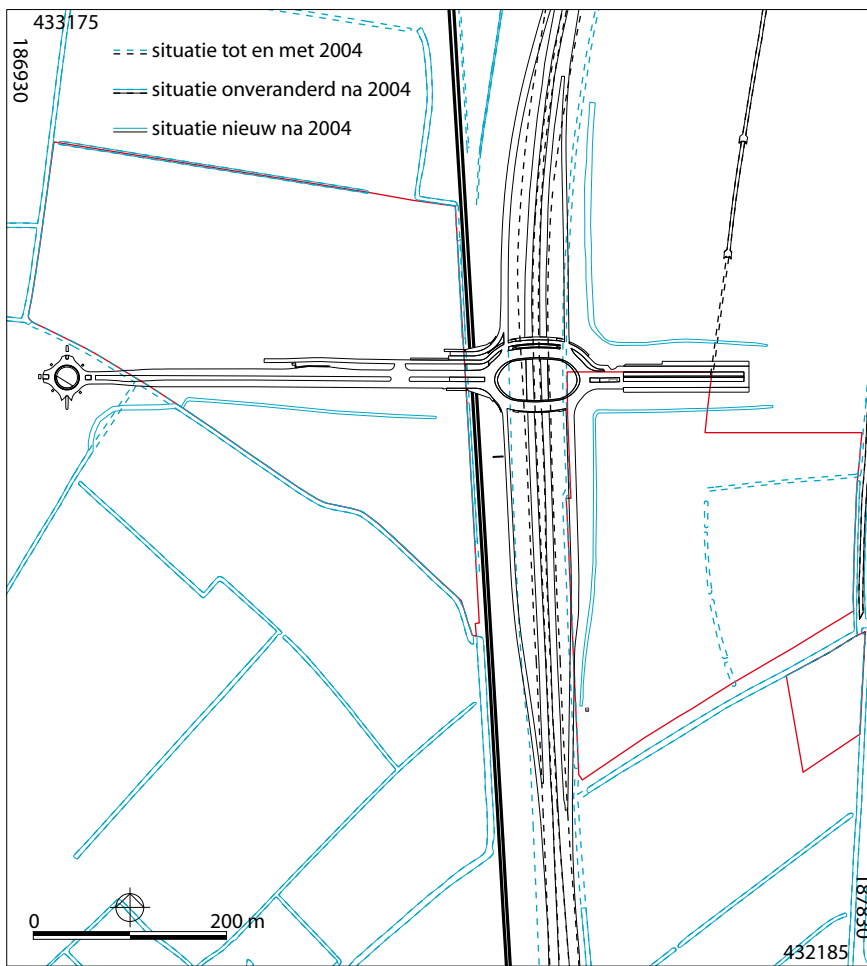 433175
186930
situatie tot en met 2004
situatie onveranderd na 2004
situatie nieuw na 2004
0
200 m
187830
432185